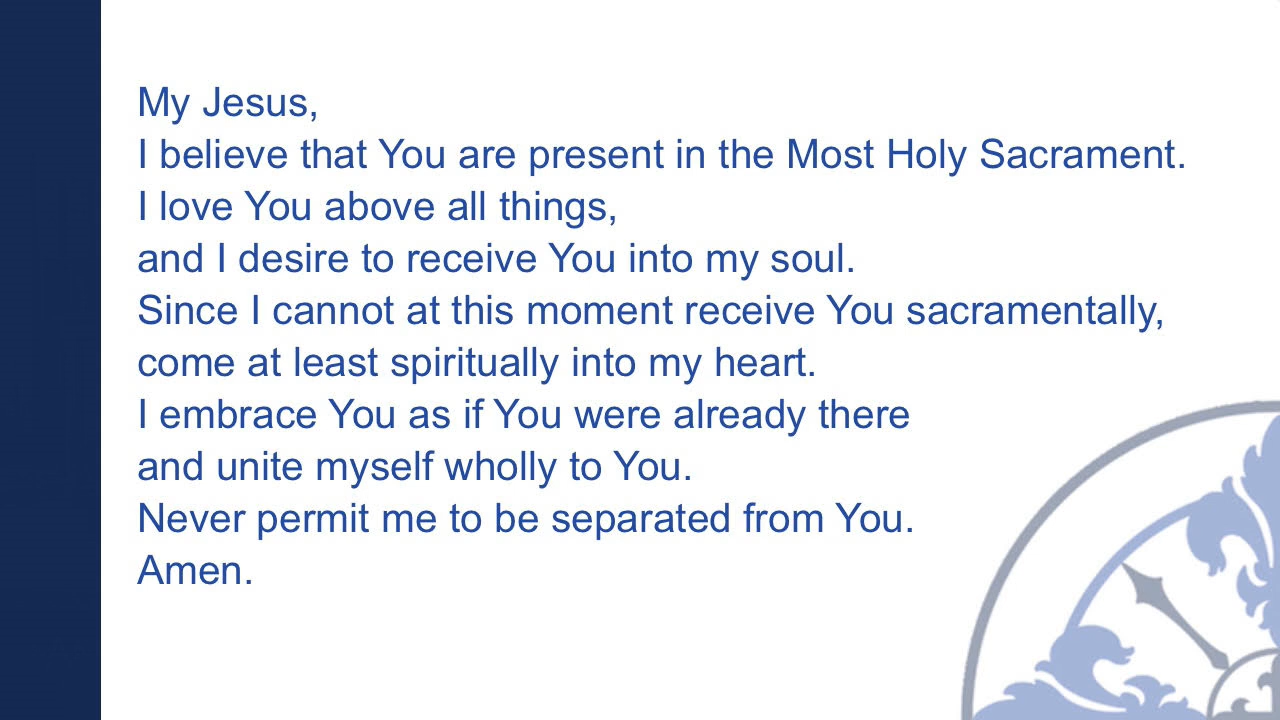 My Jesus,
I believe that You are present in the Most Holy Sacrament.
I love You above all things,
and I desire to receive You into my soul.
Since I cannot at this moment receive You sacramentally,
come at least spiritually into my heart.
I embrace You as if You were already there
and unite myself wholly to You.
Never permit me to be separated from You.
Amen.